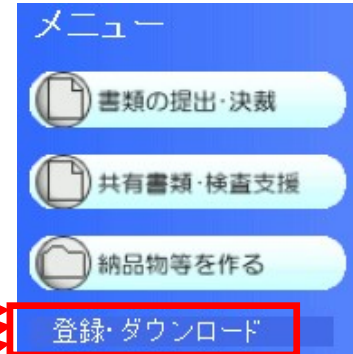 メニュー
書類の提出・決裁
共有書類・検査支援
納品物等を作る
登録・ダウンロード